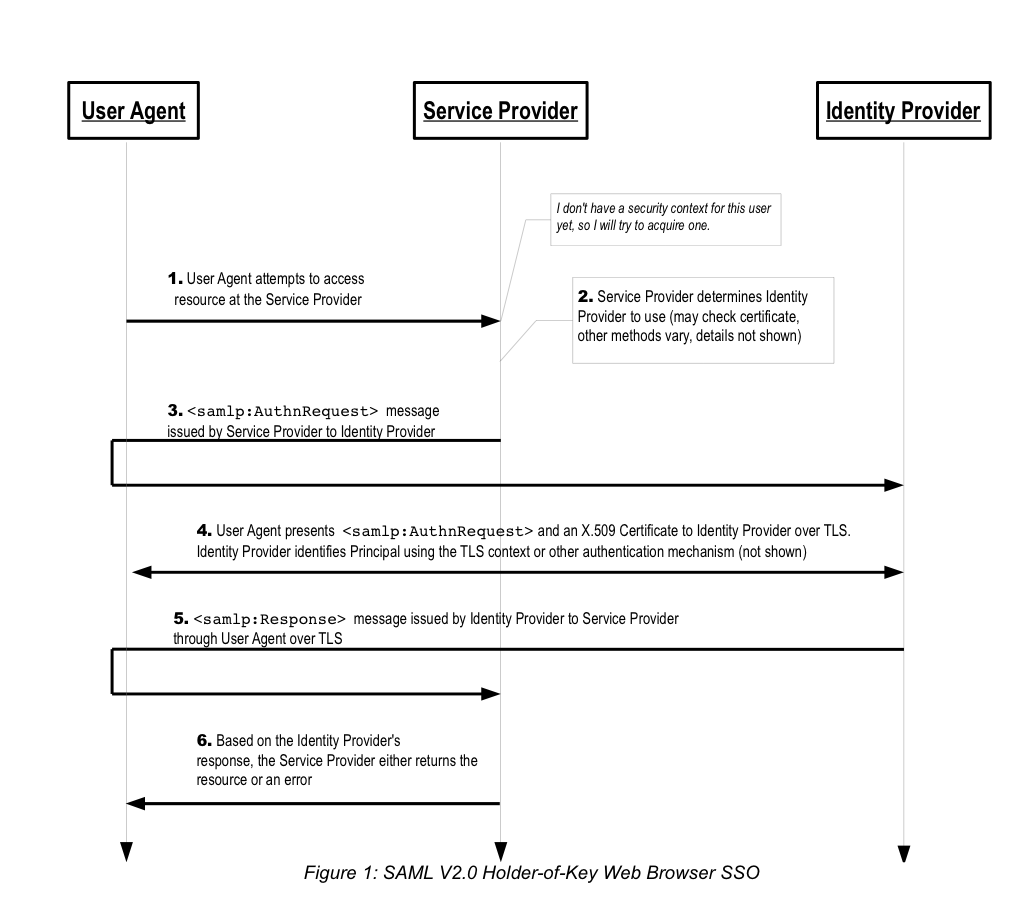 User Agent
Service Provider
Identity Provider
I don't have a security context for this user
yet, so I will try to acquire one.
1. User Agent attempts to access
resource at the Service Provider
2. Service Provider determines Identity
Provider to use (may check certificate,
other methods vary, details not shown)
3. <samlp:AuthnRequest> message
issued by Service Provider to Identity Provider
4. User Agent presents <samlp:AuthnRequest> and an X.509 Certificate to Identity Provider over TLS.
Identity Provider identifies Principal using the TLS context or other authentication mechanism (not shown)
5. <samlp:Response> message issued by Identity Provider to Service Provider
through User Agent over TLS
6. Based on the Identity Provider's
response, the Service Provider either returns the
resource or an error
Figure 1: SAML V2.0 Holder-of-Key Web Browser SSO